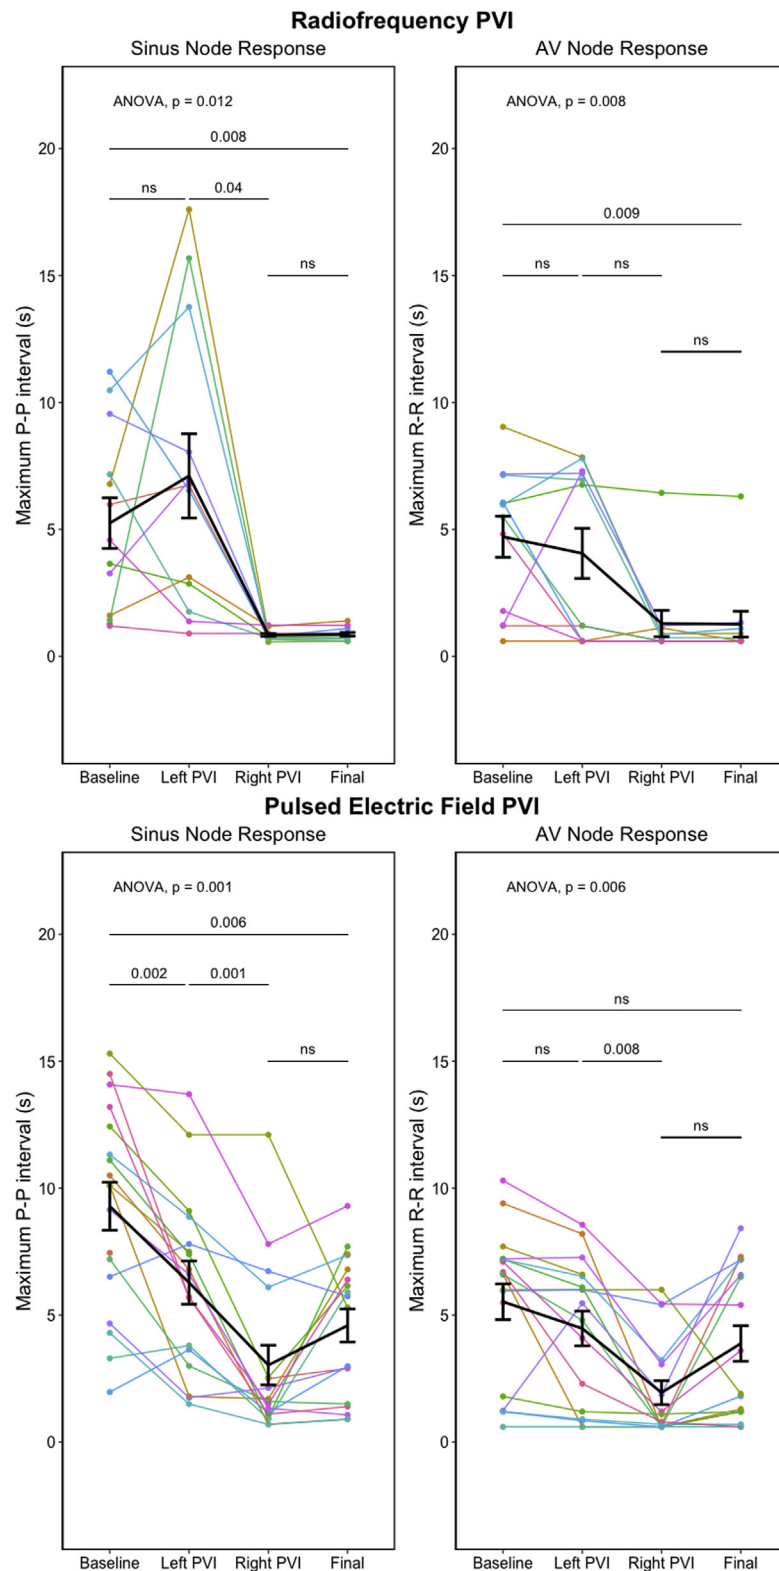 Radiofrequency PVI
Sinus Node Response
AV Node Response
ANOVA, p = 0.012
ANOVA, p = 0.008
0.008
ns
0.04
ns
0.009
ns
ns
ns
Maximum P-P interval (s)
Maximum R-R interval (s)
20
15
10
5
0
20
15
10
5
0
Baseline Left PVI Right PVI Final
Baseline Left PVI Right PVI Final
Pulsed Electric Field PVI
Sinus Node Response
AV Node Response
ANOVA, p = 0.001
ANOVA, p = 0.006
0.006
0.002
0.001
ns
ns
ns
0.008
ns
Maximum P-P interval (s)
Maximum R-R interval (s)
20
15
10
5
0
20
15
10
5
0
Baseline Left PVI Right PVI Final
Baseline Left PVI Right PVI Final